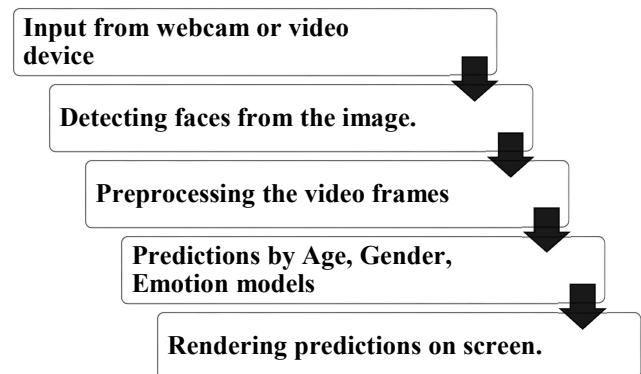 Input from webcam or video
device
Detecting faces from the image.
Preprocessing the video frames
Predictions by Age, Gender,
Emotion models
Rendering predictions on screen.